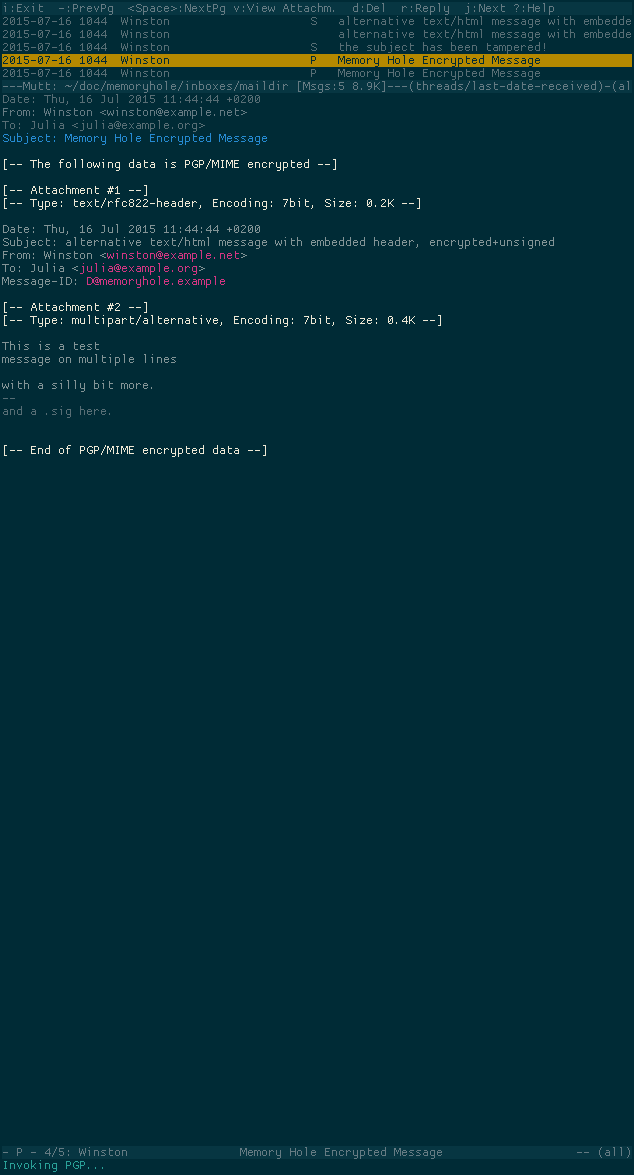 i:Exit  -:PrevPg  <Space>:NextPg v:View Attachm.  d:Del  r:Reply  j:Next ?:Help
2015-07-16 1044  Winston                    S   alternative text/html message with embedde
2015-07-16 1044  Winston                        alternative text/html message with embedde
2015-07-16 1044  Winston                    S   the subject has been tampered!
2015-07-16 1044  Winston                    P   Memory Hole Encrypted Message
2015-07-16 1044  Winston                    P   Memory Hole Encrypted Message
---Mutt: ~/doc/memoryhole/inboxes/maildir [Msgs:5 8.9K]---(threads/last-date-received)-(al
Date: Thu, 16 Jul 2015 11:44:44 +0200
From: Winston <winston@example.net>
To: Julia <julia@example.org>
Subject: Memory Hole Encrypted Message

[-- The following data is PGP/MIME encrypted --]

[-- Attachment #1 --]
[-- Type: text/rfc822-header, Encoding: 7bit, Size: 0.2K --]

Date: Thu, 16 Jul 2015 11:44:44 +0200
Subject: alternative text/html message with embedded header, encrypted+unsigned
From: Winston <winston@example.net>
To: Julia <julia@example.org>
Message-ID: D@memoryhole.example

[-- Attachment #2 --]
[-- Type: multipart/alternative, Encoding: 7bit, Size: 0.4K --]

This is a test
message on multiple lines

with a silly bit more.
--
and a .sig here.

[-- End of PGP/MIME encrypted data --]

- P - 4/5: Winston                Memory Hole Encrypted Message                   -- (all)
Invoking PGP...